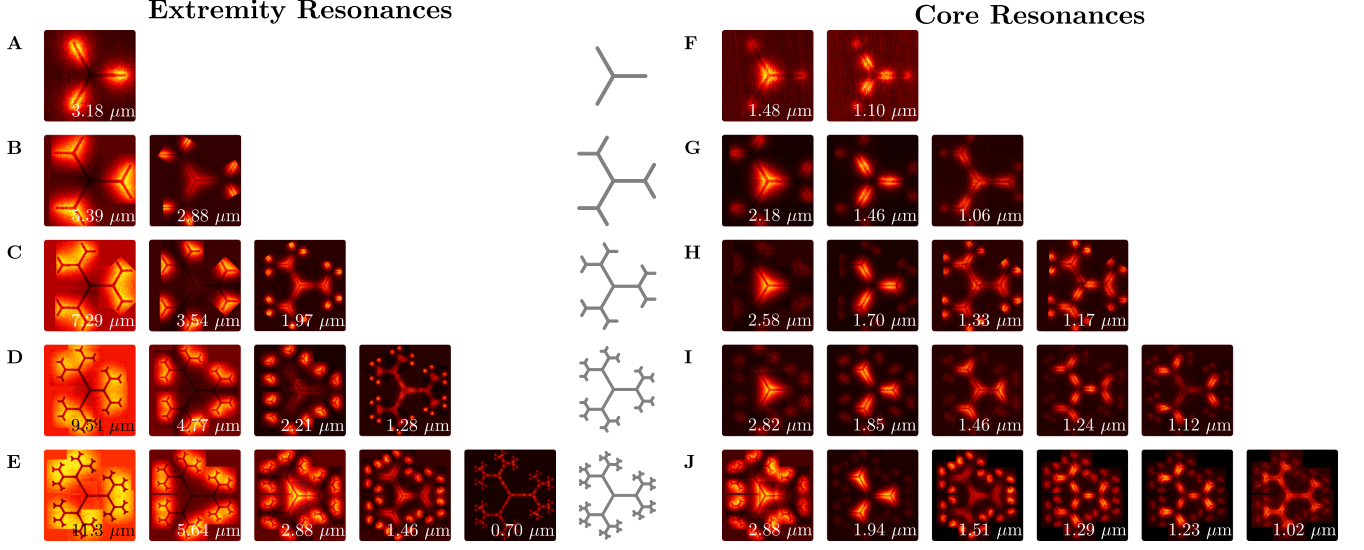 Extremity Resonances
Core Resonances
A
3.18 μm
F
1.48 μm
1.10 μm
B
5.39 μm
2.88 μm
G
2.18 μm
1.46 μm
1.06 μm
C
7.29 μm
3.54 μm
1.97 μm
H
2.58 μm
1.70 μm
1.33 μm
1.17 μm
D
9.54 μm
4.77 μm
2.21 μm
1.28 μm
I
2.82 μm
1.85 μm
1.46 μm
1.24 μm
1.12 μm
E
11.3 μm
5.64 μm
2.88 μm
1.46 μm
0.70 μm
J
2.88 μm
1.94 μm
1.51 μm
1.29 μm
1.23 μm
1.02 μm